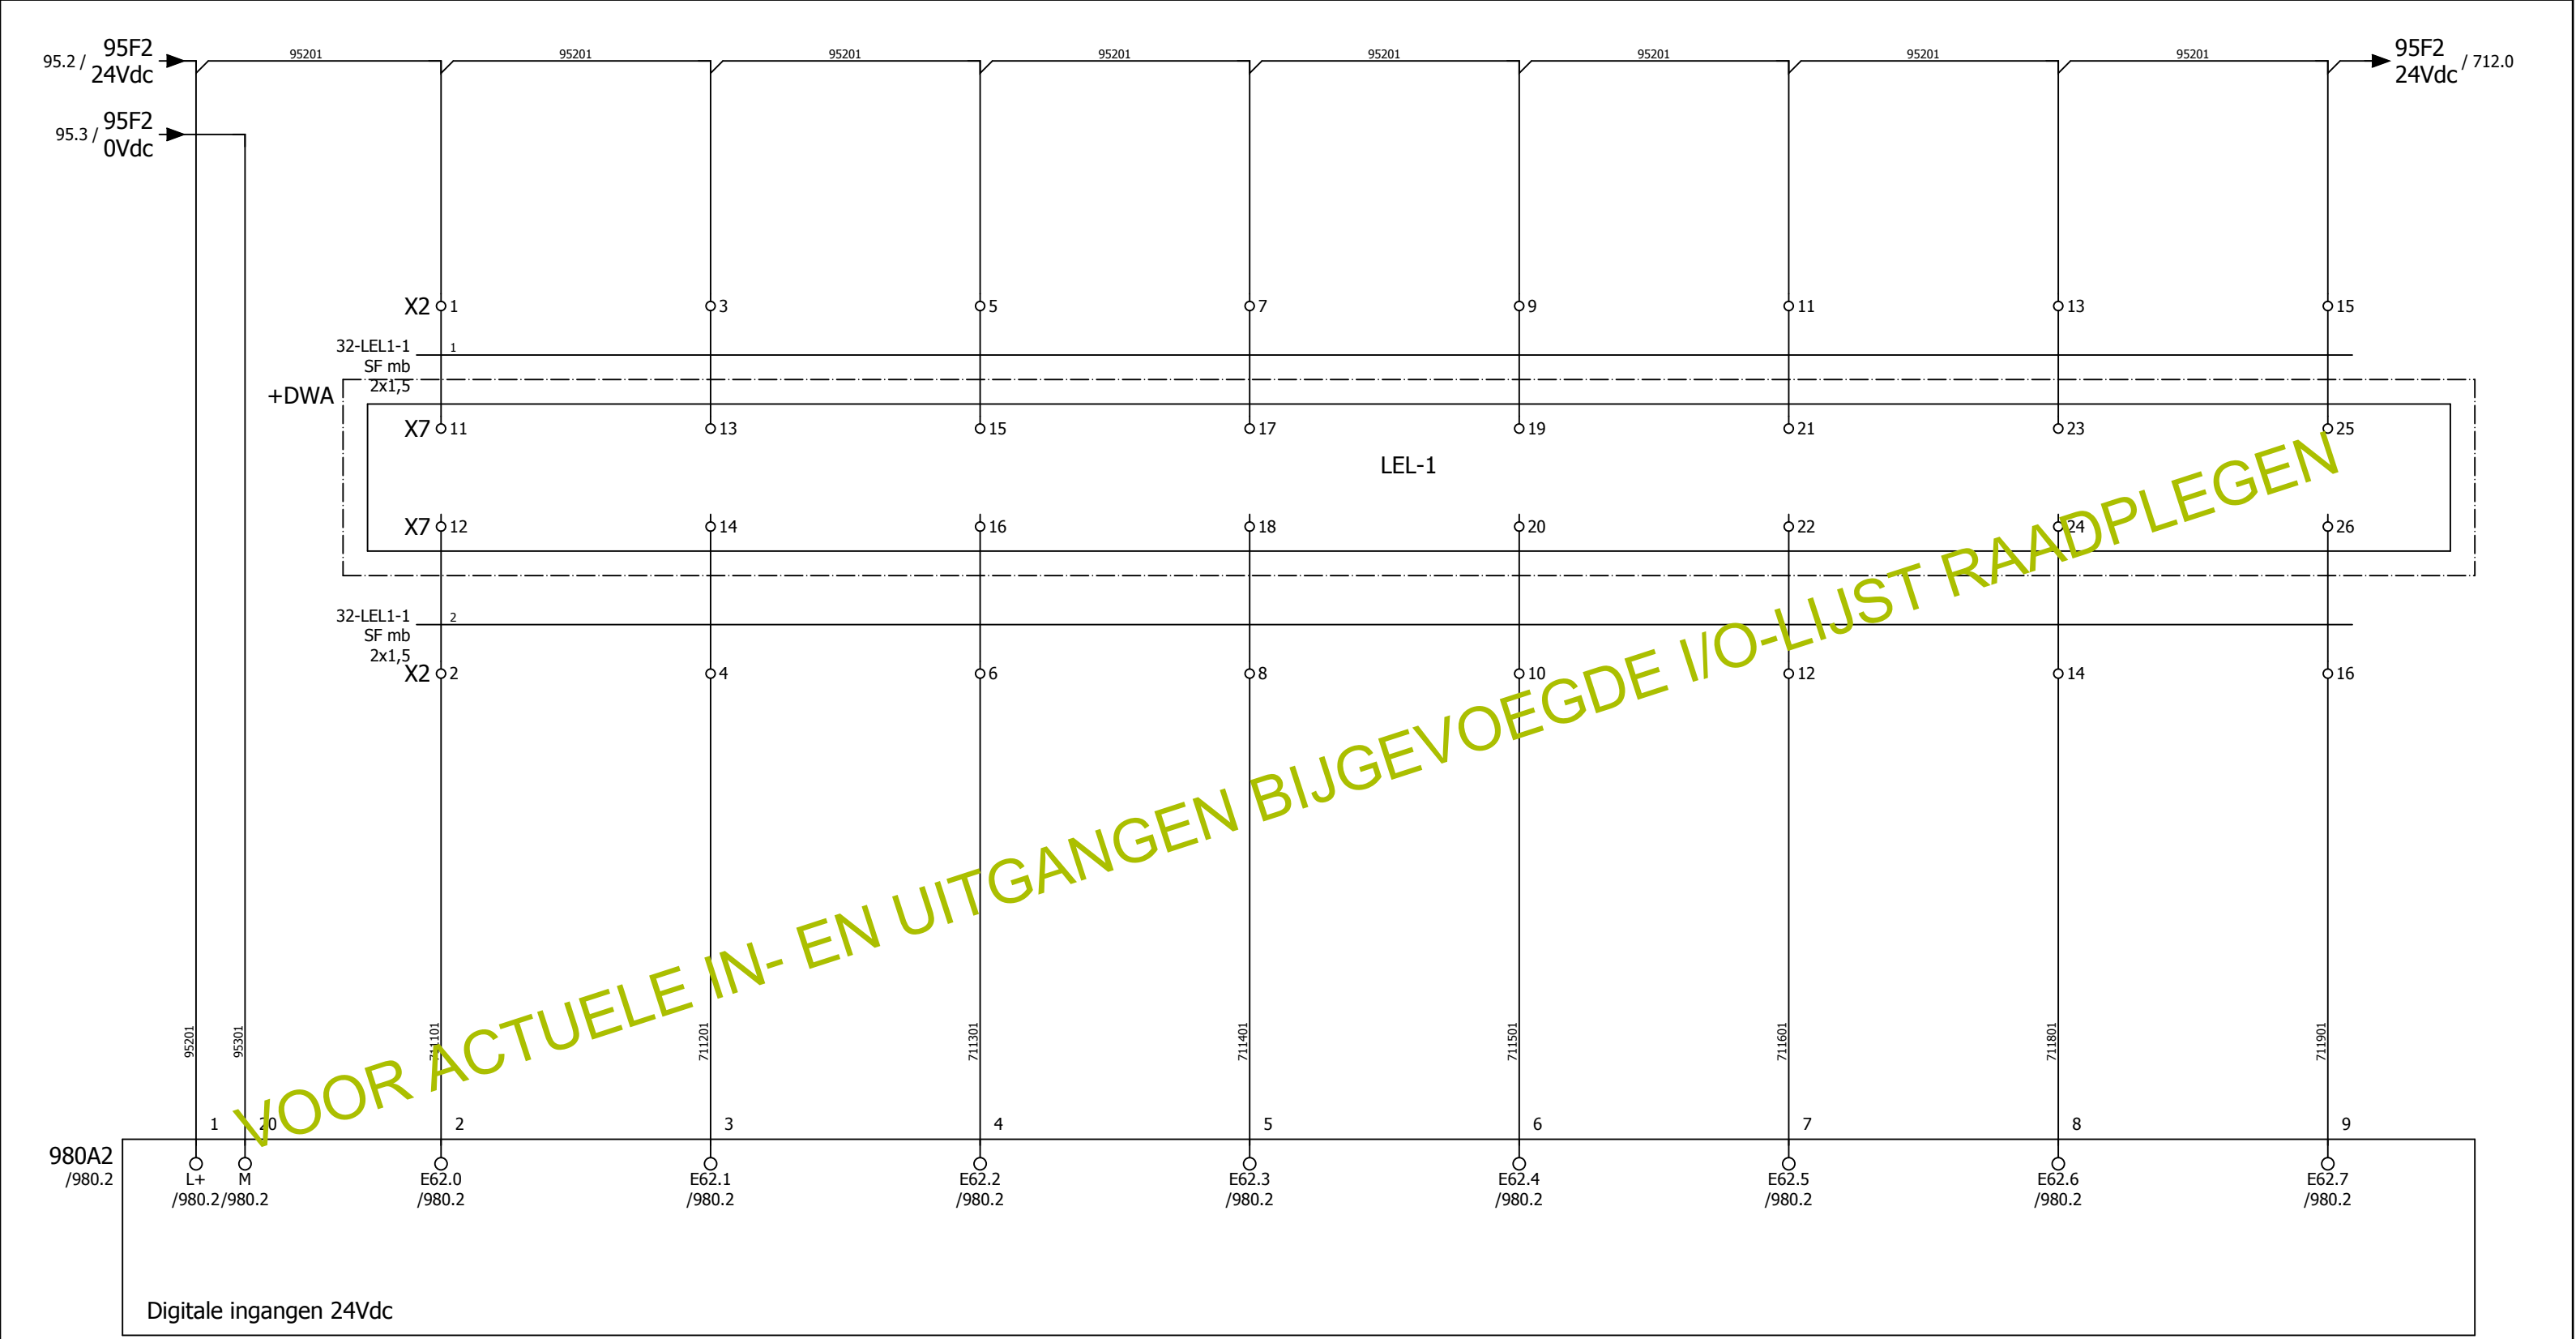 95.2 / 95F2 24Vdc
95201 95201 95201 95201 95201 95201 95201 95201
95F2 24Vdc / 712.0
95.3 / 95F2 0Vdc
X2 1 3 5 7 9 11 13 15
32-LEL1-1 1
SF mb
2x1,5
+DWA
X7 11 13 15 17 19 21 23 25
LEL-1
X7 12 14 16 18 20 22 24 26
32-LEL1-1 2
SF mb
2x1,5
X2 2 4 6 8 10 12 14 16
VOOR ACTUELE IN- EN UITGANGEN BIJGEVOEGDE I/O-LIJST RAADPLEGEN
95201 95301 711101 711201 711301 711401 711501 711601 711801 711901
1 20 2 3 4 5 6 7 8 9
980A2
/980.2
L+ M E62.0 E62.1 E62.2 E62.3 E62.4 E62.5 E62.6 E62.7
/980.2 /980.2 /980.2 /980.2 /980.2 /980.2 /980.2 /980.2 /980.2 /980.2
Digitale ingangen 24Vdc